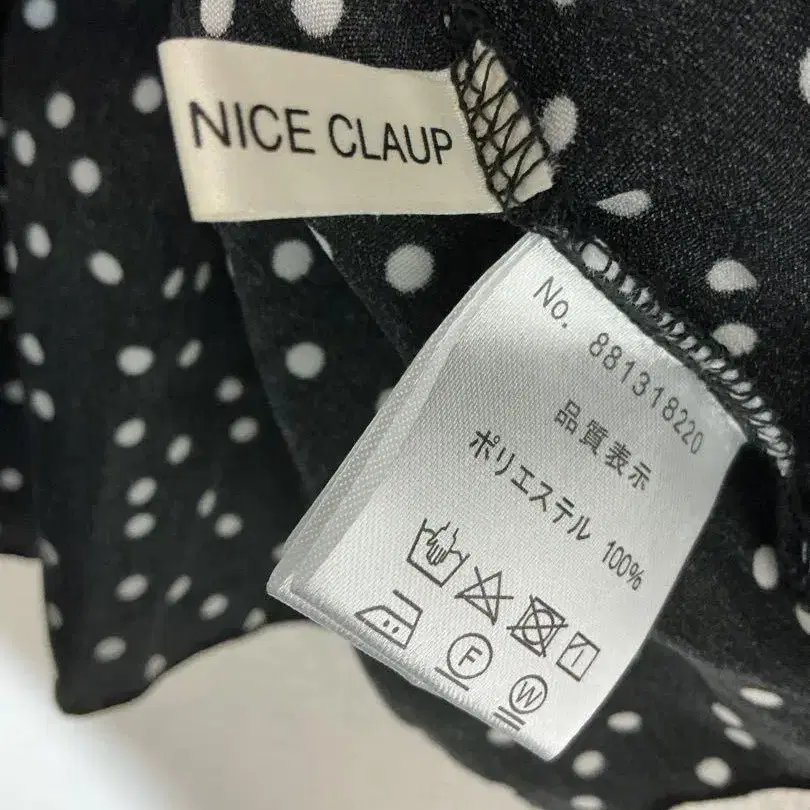 NICE CLAUP
No. 881318220
品質表示
ポリエステル 100%
F
W